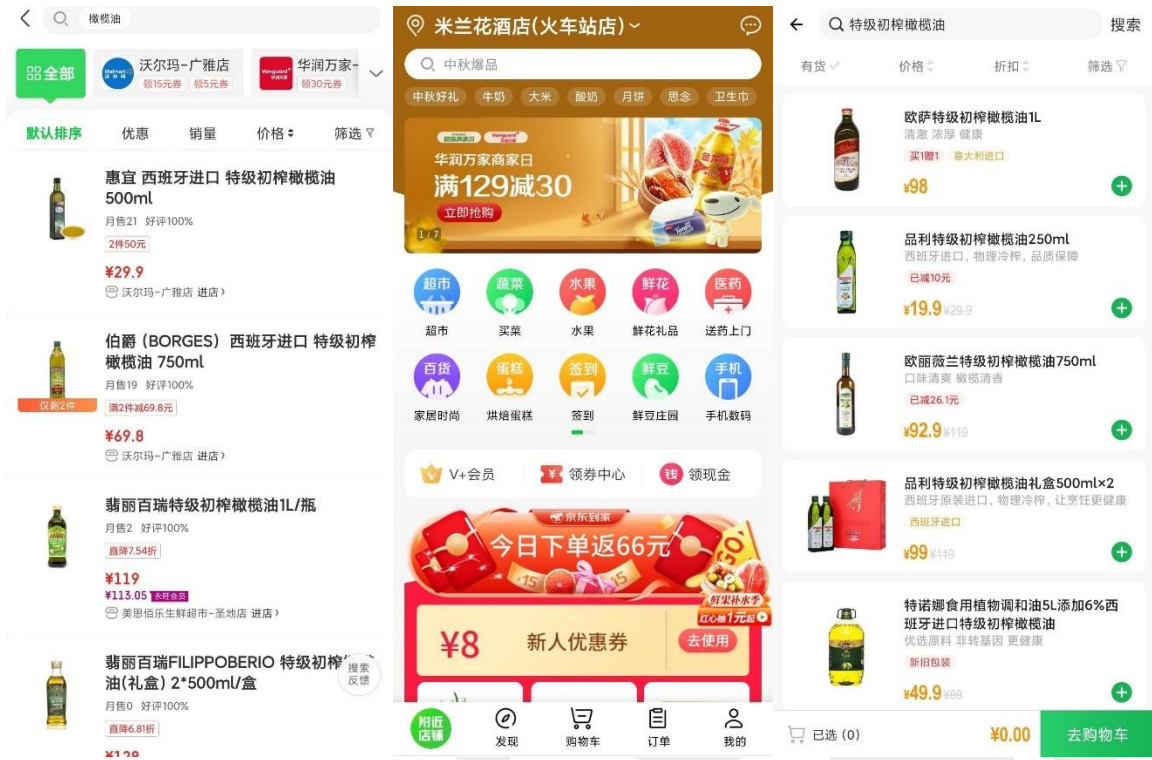 橄榄油
全部
沃尔玛-广雅店
领15元券 领5元券
华润万家-
领30元券
默认排序 优惠 销量 价格 筛选
惠宜 西班牙进口 特级初榨橄榄油
500ml
月售21 好评100%
2件50元
¥29.9
沃尔玛-广雅店 进店
伯爵 (BORGES) 西班牙进口 特级初榨
橄榄油 750ml
月售19 好评100%
仅剩2件
满2件减69.8元
¥69.8
沃尔玛-广雅店 进店
翡丽百瑞特级初榨橄榄油1L/瓶
月售2 好评100%
直降7.54折
¥119
¥113.05 永旺会员
美思佰乐生鲜超市-圣地店 进店
翡丽百瑞FILIPPOBERIO 特级初榨
油(礼盒) 2*500ml/盒
搜索
反馈
月售0 好评100%
直降6.81折
¥128
米兰花酒店(火车站店)
中秋爆品
中秋好礼 牛奶 大米 酸奶 月饼 思念 卫生巾
Vanguard
华润万家商家日
满129减30
立即抢购
1/7
超市 蔬菜 水果 鲜花 医药
超市 买菜 水果 鲜花礼品 送药上门
百货 蛋糕 签到 鲜豆 手机
家居时尚 烘焙蛋糕 签到 鲜豆庄园 手机数码
V+会员 领券中心 钱 领现金
京东到家
今日下单返66元
GO!
15 15
鲜果补水季
红心柚1元起
¥8 新人优惠券 去使用
附近
店铺
发现 购物车 订单 我的
特级初榨橄榄油 搜索
有货 价格 折扣 筛选
欧萨特级初榨橄榄油1L
清澈 浓厚 健康
买1赠1 意大利进口
¥98
品利特级初榨橄榄油250ml
西班牙进口, 物理冷榨, 品质保障
已减10元
¥19.9 ¥29.9
欧丽薇兰特级初榨橄榄油750ml
口味清爽 橄榄清香
已减26.1元
¥92.9 ¥119
品利特级初榨橄榄油礼盒500ml×2
西班牙原装进口, 物理冷榨, 让烹饪更健康
西班牙进口
¥99 ¥119
特诺娜食用植物调和油5L添加6%西
班牙进口特级初榨橄榄油
优选原料 非转基因 更健康
新旧包装
¥49.9 ¥69
已选 (0) ¥0.00 去购物车